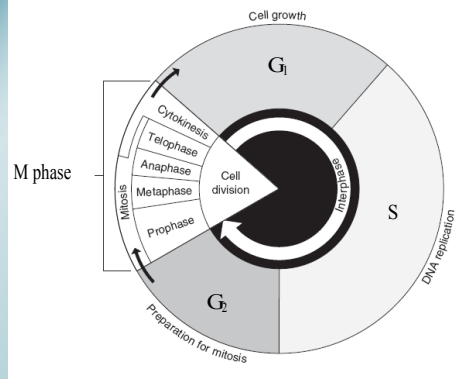 Cell growth
G1
Cytokinesis
Telophase
Anaphase
Metaphase
Prophase
Mitosis
M phase
Cell
division
Interphase
S
DNA replication
G2
Preparation for mitosis